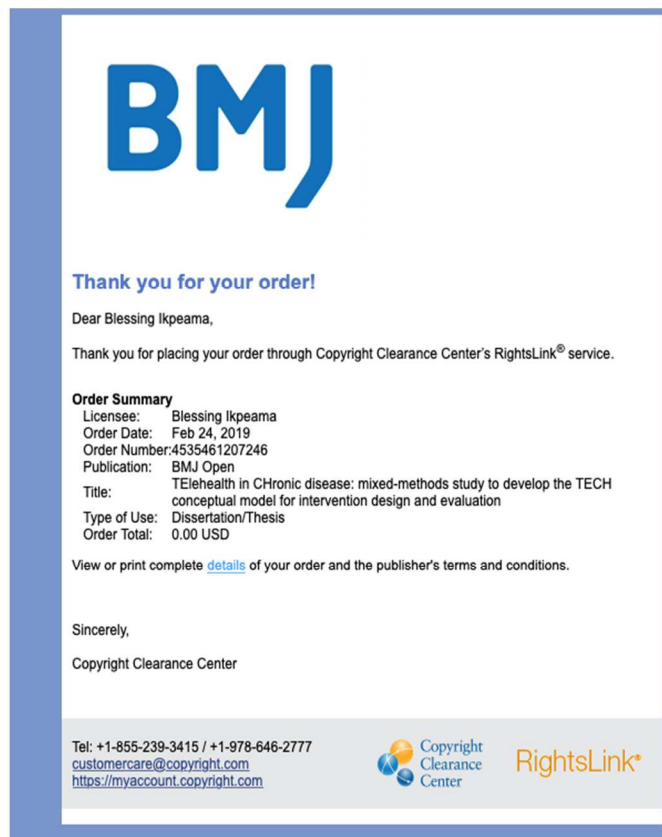 BMJ
Thank you for your order!
Dear Blessing Ikpeama,
Thank you for placing your order through Copyright Clearance Center's RightsLink® service.
Order Summary
Licensee: Blessing Ikpeama
Order Date: Feb 24, 2019
Order Number:4535461207246
Publication: BMJ Open
Title: TElehealth in CHronic disease: mixed-methods study to develop the TECH
conceptual model for intervention design and evaluation
Type of Use: Dissertation/Thesis
Order Total: 0.00 USD
View or print complete details of your order and the publisher's terms and conditions.
Sincerely,
Copyright Clearance Center
Tel: +1-855-239-3415 / +1-978-646-2777
customercare@copyright.com
https://myaccount.copyright.com
Copyright
Clearance
Center
RightsLink®